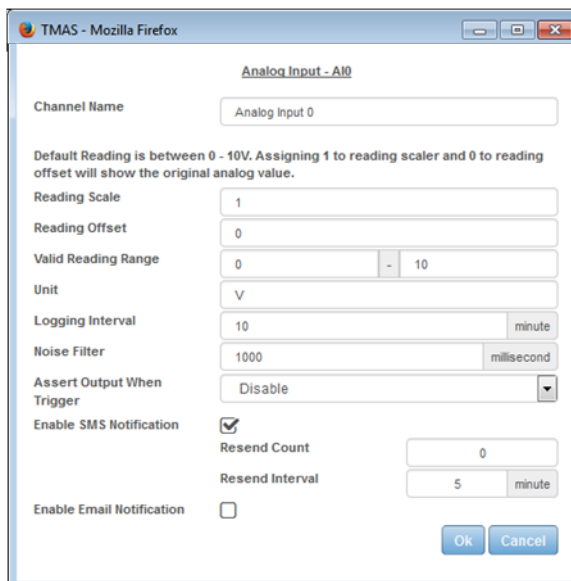 TMAS - Mozilla Firefox
Analog Input - AI0
Channel Name
Analog Input 0
Default Reading is between 0 - 10V. Assigning 1 to reading scaler and 0 to reading
offset will show the original analog value.
Reading Scale
1
Reading Offset
0
Valid Reading Range
0 - 10
Unit
V
Logging Interval
10 minute
Noise Filter
1000 millisecond
Assert Output When
Trigger
Disable
Enable SMS Notification
Resend Count
0
Resend Interval
5 minute
Enable Email Notification
Ok Cancel